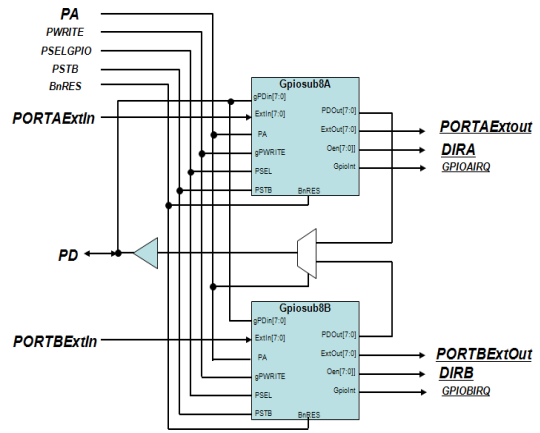 PA
PWRITE
PSELGPIO
PSTB
BnRES
PORTAExtIn
Gpiosub8A
gPDin[7:0]
PDOut[7:0]
ExtIn[7:0]
ExtOut[7:0]
PA
Oen[7:0]]
gPWRITE
GpioInt
PSEL
PSTB
BnRES
PORTAExtout
DIRA
GPIOAIRQ
PD
Gpiosub8B
gPDin[7:0]
PDOut[7:0]
ExtIn[7:0]
ExtOut[7:0]
PA
Oen[7:0]]
gPWRITE
GpioInt
PSEL
PSTB
BnRES
PORTBExtIn
PORTBExtOut
DIRB
GPIOBIRQ